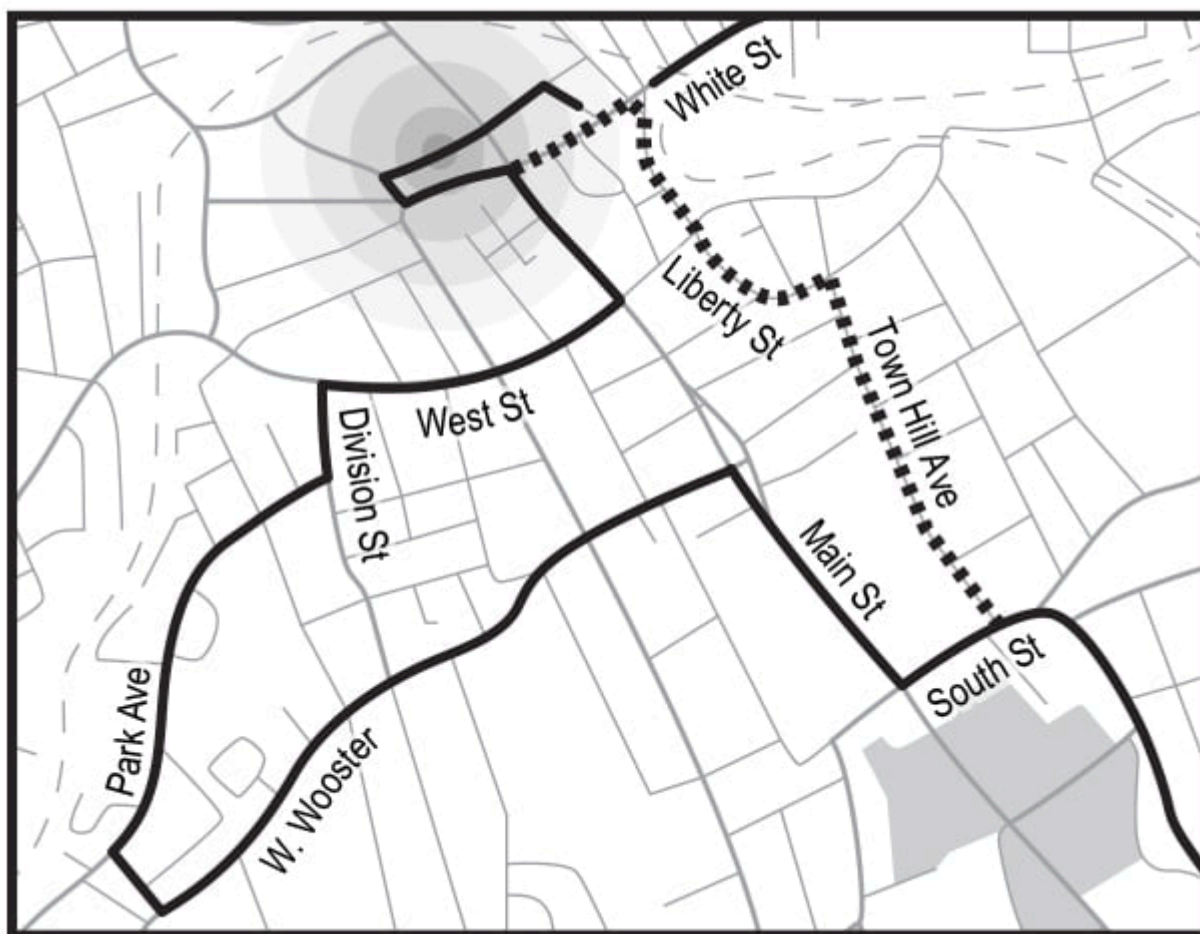 White St
Liberty St
Town Hill Ave
West St
Division St
Main St
South St
Park Ave
W. Wooster